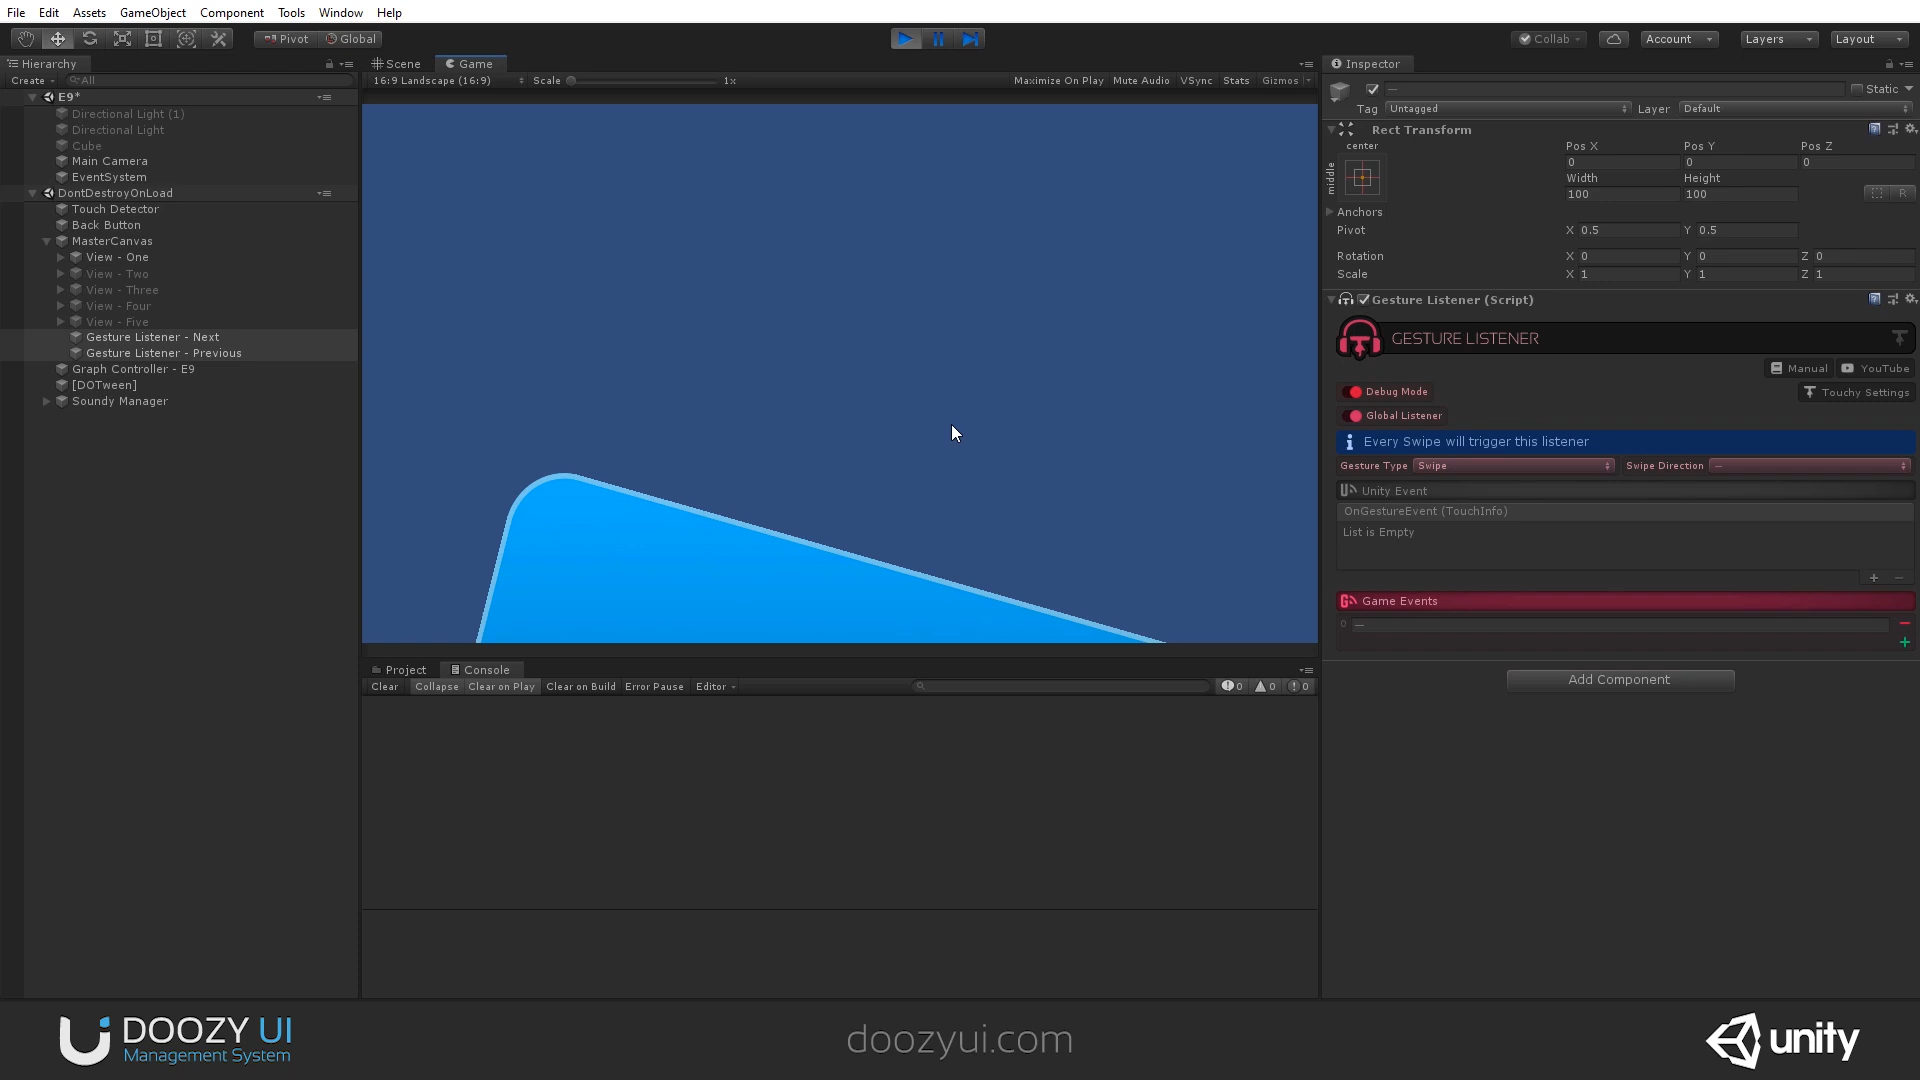 File Edit Assets GameObject Component Tools Window Help
Pivot Global Collab Account Layers Layout
Hierarchy
Create All
E9*
Directional Light (1)
Directional Light
Cube
Main Camera
EventSystem
DontDestroyOnLoad
Touch Detector
Back Button
MasterCanvas
View - One
View - Two
View - Three
View - Four
View - Five
Gesture Listener - Next
Gesture Listener - Previous
Graph Controller - E9
[DOTween]
Soundy Manager
Scene Game
16:9 Landscape (16:9) Scale 1x Maximize On Play Mute Audio VSync Stats Gizmos
Project Console
Clear Collapse Clear on Play Clear on Build Error Pause Editor 0 0 0
Inspector
— Static
Tag Untagged Layer Default
Rect Transform
center Pos X Pos Y Pos Z
middle 0 0 0
Width Height
100 100 R
Anchors
Pivot X 0.5 Y 0.5
Rotation X 0 Y 0 Z 0
Scale X 1 Y 1 Z 1
Gesture Listener (Script)
GESTURE LISTENER
Manual YouTube
Debug Mode Touchy Settings
Global Listener
Every Swipe will trigger this listener
Gesture Type Swipe Swipe Direction —
Unity Event
OnGestureEvent (TouchInfo)
List is Empty
Game Events
0 —
Add Component
DOOZY UI
Management System
doozyui.com
unity